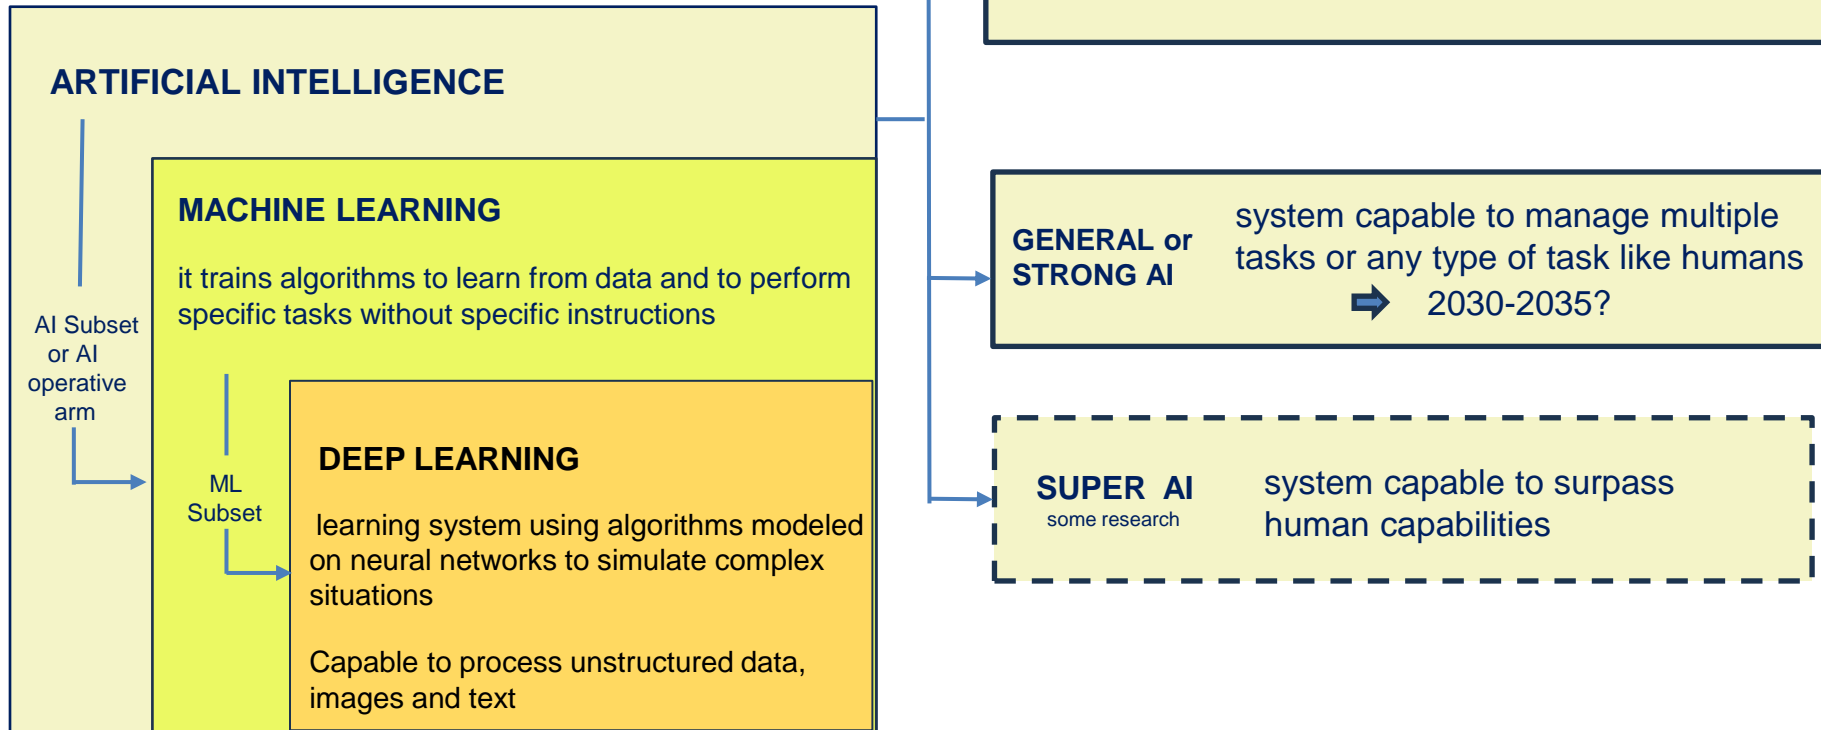 ARTIFICIAL INTELLIGENCE
AI Subset
or AI
operative
arm
MACHINE LEARNING
it trains algorithms to learn from data and to perform
specific tasks without specific instructions
ML
Subset
DEEP LEARNING
learning system using algorithms modeled
on neural networks to simulate complex
situations
Capable to process unstructured data,
images and text
GENERAL or
STRONG AI
system capable to manage multiple
tasks or any type of task like humans
2030-2035?
SUPER AI
some research
system capable to surpass
human capabilities